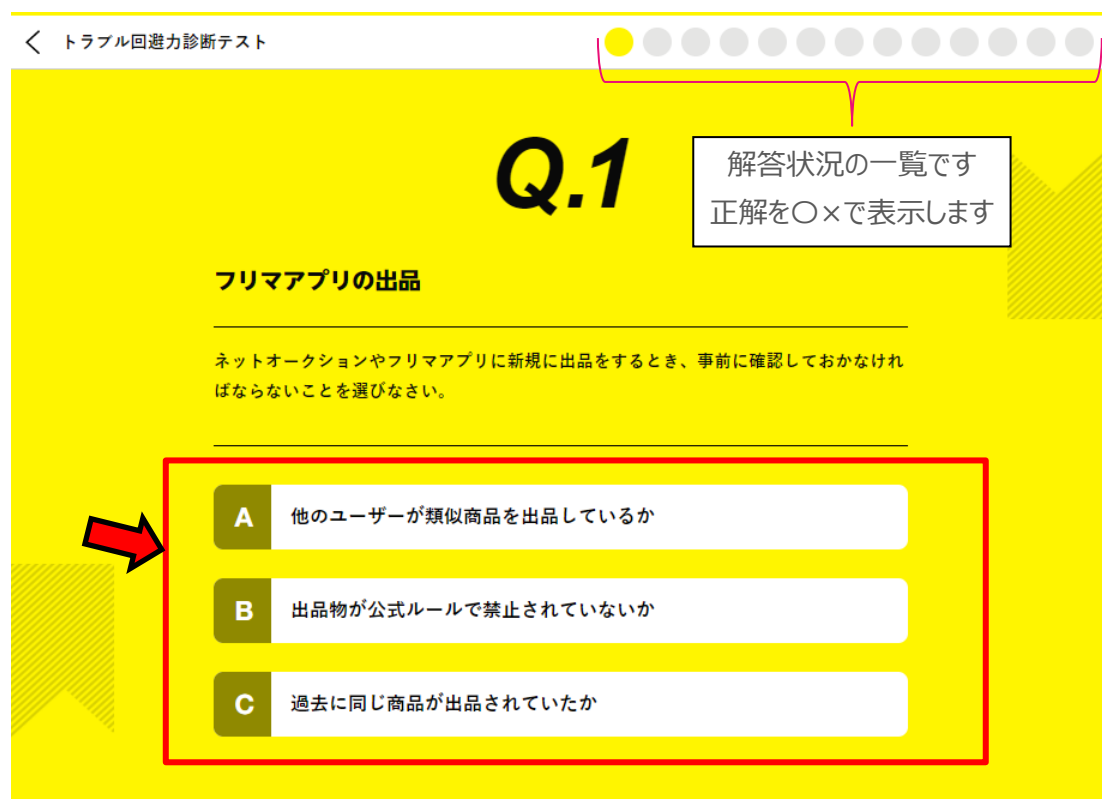 トラブル回避力診断テスト
Q.1
解答状況の一覧です
正解を〇×で表示します
フリマアプリの出品
ネットオークションやフリマアプリに新規に出品をするとき、事前に確認しておかなけれ
ばならないことを選びなさい。
A 他のユーザーが類似商品を出品しているか
B 出品物が公式ルールで禁止されていないか
C 過去に同じ商品が出品されていたか